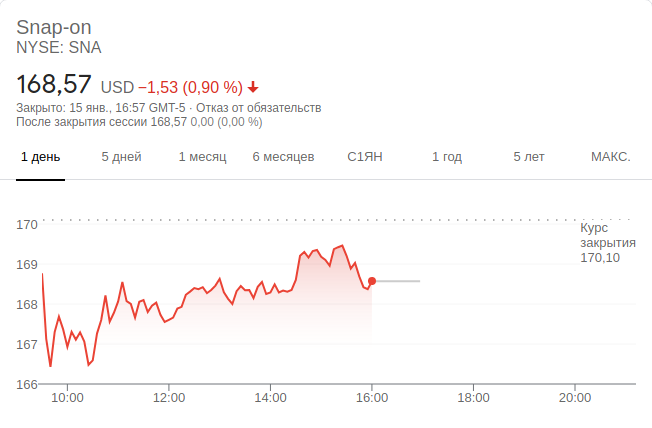 Snap-on
NYSE: SNA
168,57 USD −1,53 (0,90 %)
Закрыто: 15 янв., 16:57 GMT-5 · Отказ от обязательств
После закрытия сессии 168,57 0,00 (0,00 %)
1 день 5 дней 1 месяц 6 месяцев С1ЯН 1 год 5 лет МАКС.
170
Курс
закрытия
170,10
169
168
167
166
10:00 12:00 14:00 16:00 18:00 20:00